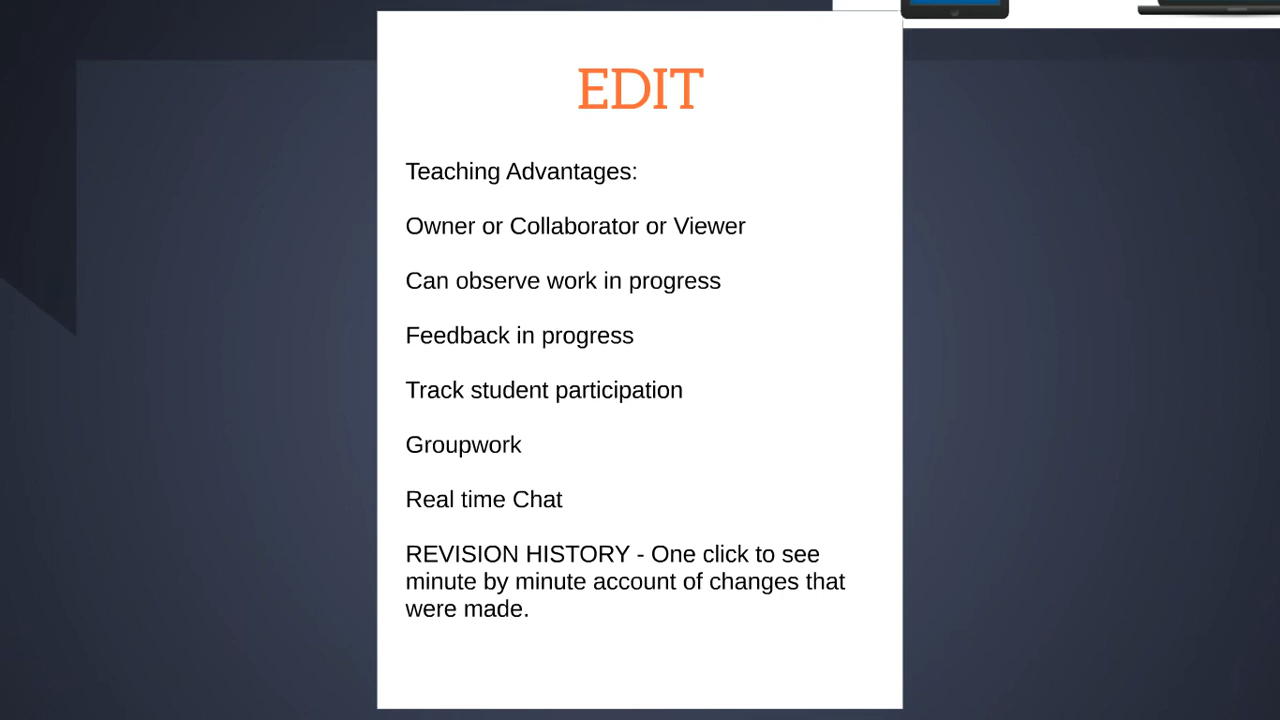 EDIT
Teaching Advantages:
Owner or Collaborator or Viewer
Can observe work in progress
Feedback in progress
Track student participation
Groupwork
Real time Chat
REVISION HISTORY - One click to see
minute by minute account of changes that
were made.